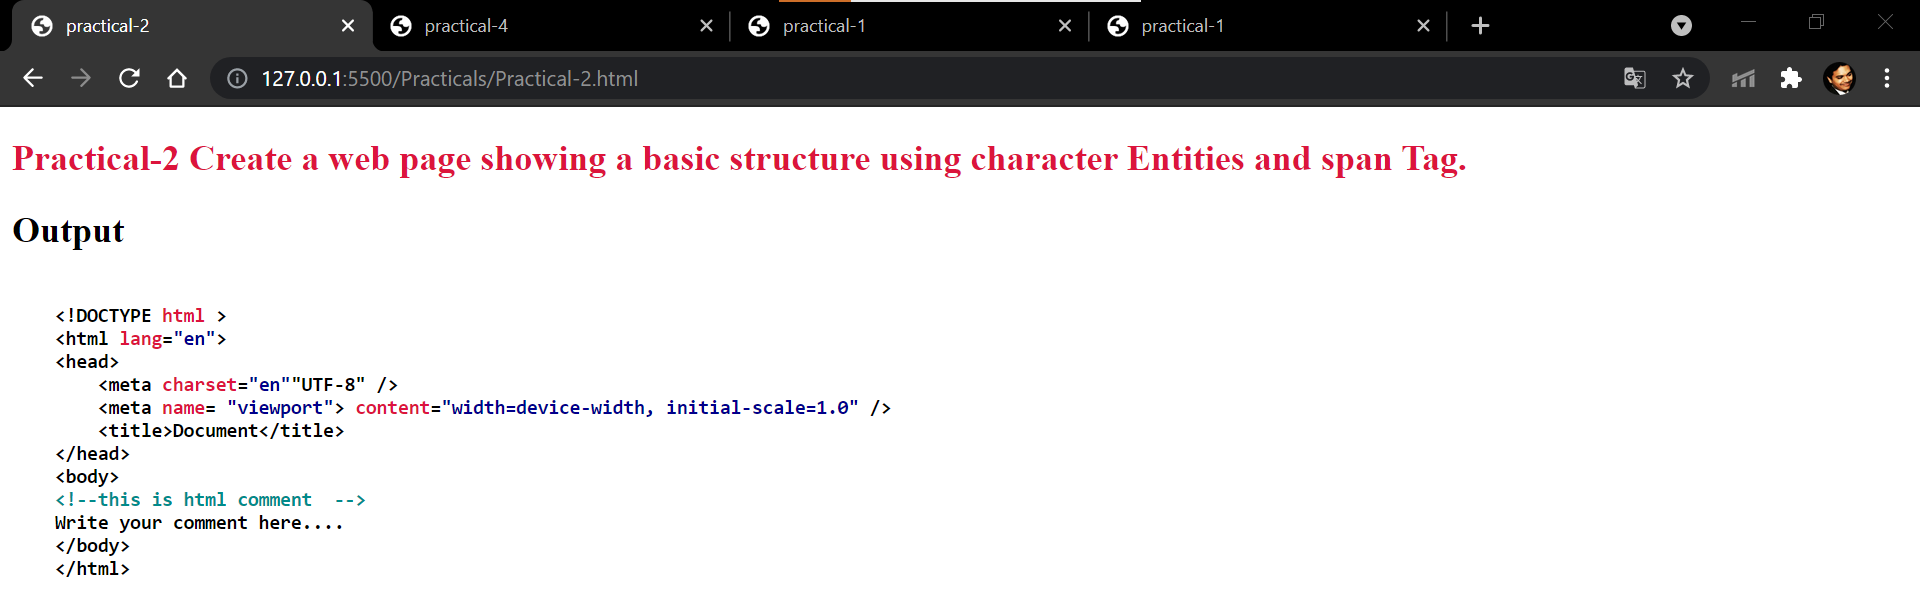 practical-2 practical-4 practical-1 practical-1
127.0.0.1:5500/Practicals/Practical-2.html
Practical-2 Create a web page showing a basic structure using character Entities and span Tag.
Output
<!DOCTYPE html >
<html lang="en">
<head>
    <meta charset="en""UTF-8" />
    <meta name= "viewport"> content="width=device-width, initial-scale=1.0" />
    <title>Document</title>
</head>
<body>
<!--this is html comment  -->
Write your comment here....
</body>
</html>